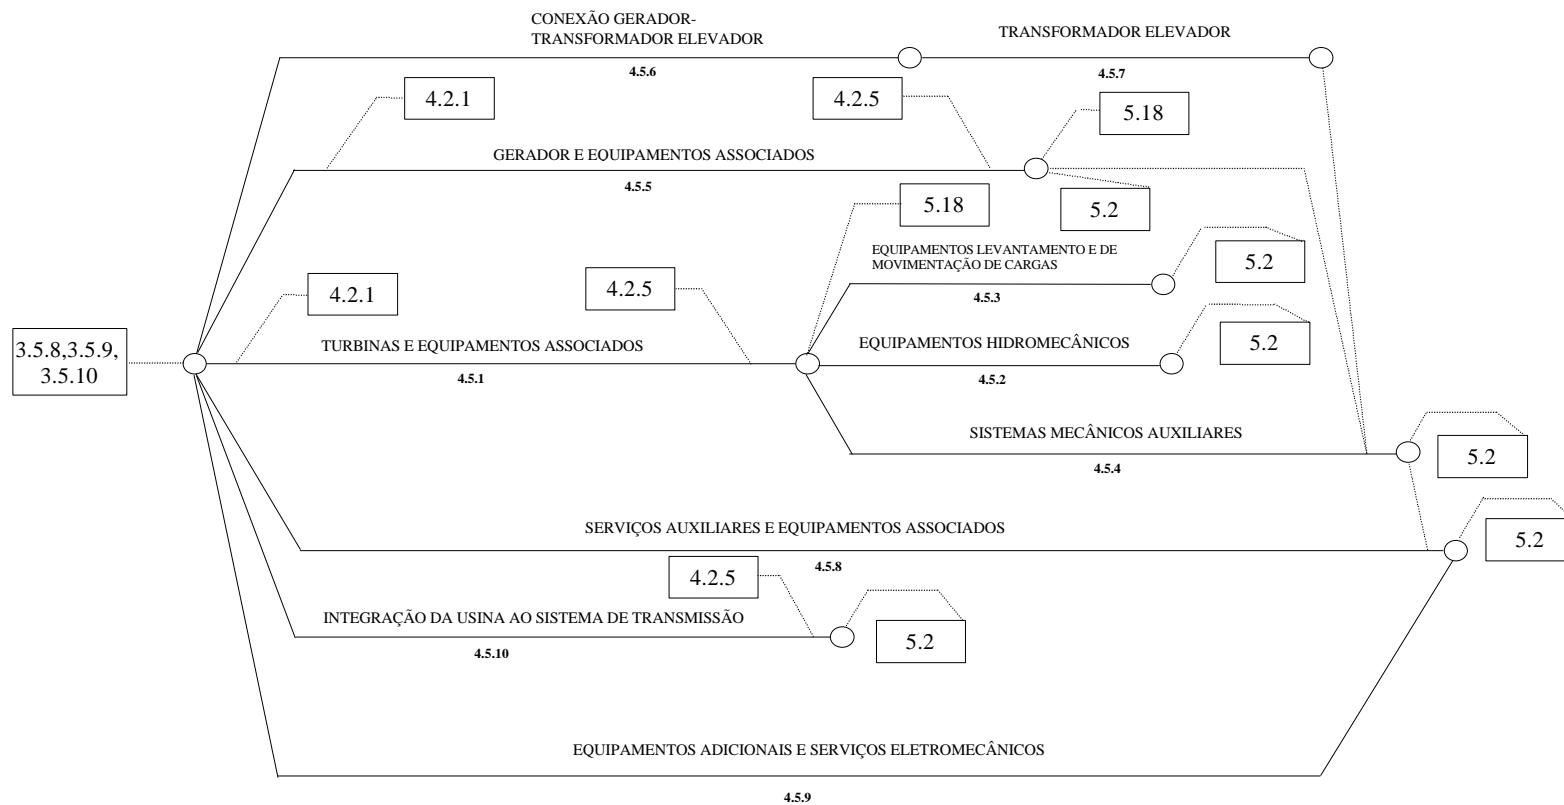 CONEXÃO GERADOR-
TRANSFORMADOR ELEVADOR
4.5.6
TRANSFORMADOR ELEVADOR
4.5.7
4.2.1
4.2.5
5.18
GERADOR E EQUIPAMENTOS ASSOCIADOS
4.5.5
5.2
5.18
EQUIPAMENTOS LEVANTAMENTO E DE
MOVIMENTAÇÃO DE CARGAS
4.5.3
5.2
4.2.1
4.2.5
3.5.8,3.5.9,
3.5.10
TURBINAS E EQUIPAMENTOS ASSOCIADOS
4.5.1
EQUIPAMENTOS HIDROMECÂNICOS
4.5.2
5.2
SISTEMAS MECÂNICOS AUXILIARES
4.5.4
5.2
SERVIÇOS AUXILIARES E EQUIPAMENTOS ASSOCIADOS
4.5.8
5.2
4.2.5
INTEGRAÇÃO DA USINA AO SISTEMA DE TRANSMISSÃO
4.5.10
5.2
EQUIPAMENTOS ADICIONAIS E SERVIÇOS ELETROMECÂNICOS
4.5.9